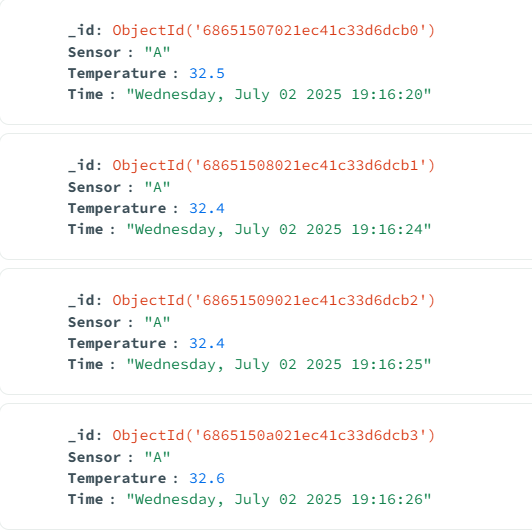 _id: ObjectId('68651507021ec41c33d6dcb0')
Sensor : "A"
Temperature : 32.5
Time : "Wednesday, July 02 2025 19:16:20"
_id: ObjectId('68651508021ec41c33d6dcb1')
Sensor : "A"
Temperature : 32.4
Time : "Wednesday, July 02 2025 19:16:24"
_id: ObjectId('68651509021ec41c33d6dcb2')
Sensor : "A"
Temperature : 32.4
Time : "Wednesday, July 02 2025 19:16:25"
_id: ObjectId('6865150a021ec41c33d6dcb3')
Sensor : "A"
Temperature : 32.6
Time : "Wednesday, July 02 2025 19:16:26"